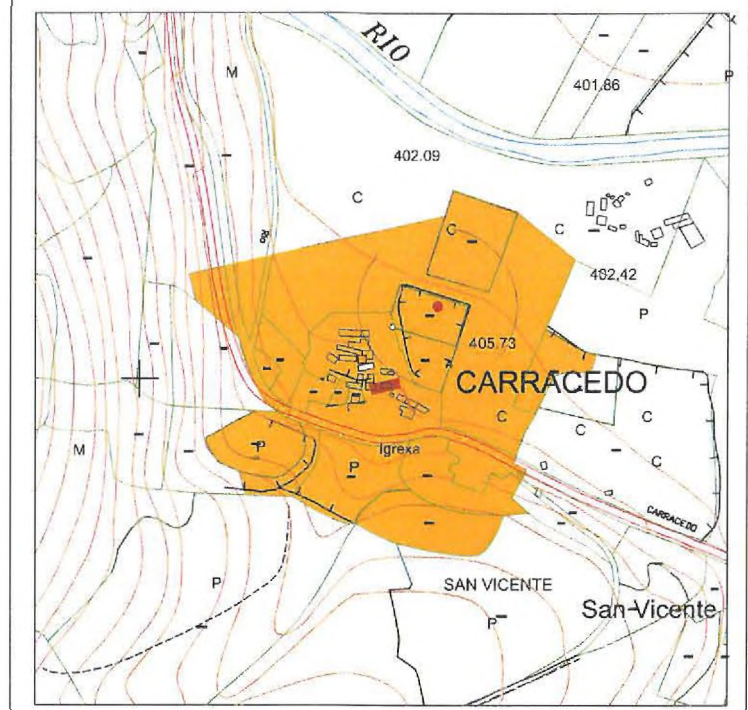 RIO
M
401.86
P
402.09
C
C
C
402.42
P
405.73
CARRACEDO
C
C
C
C
M
P
Igrexa
P
CARRACEDO
P
SAN VICENTE
San Vicente
P